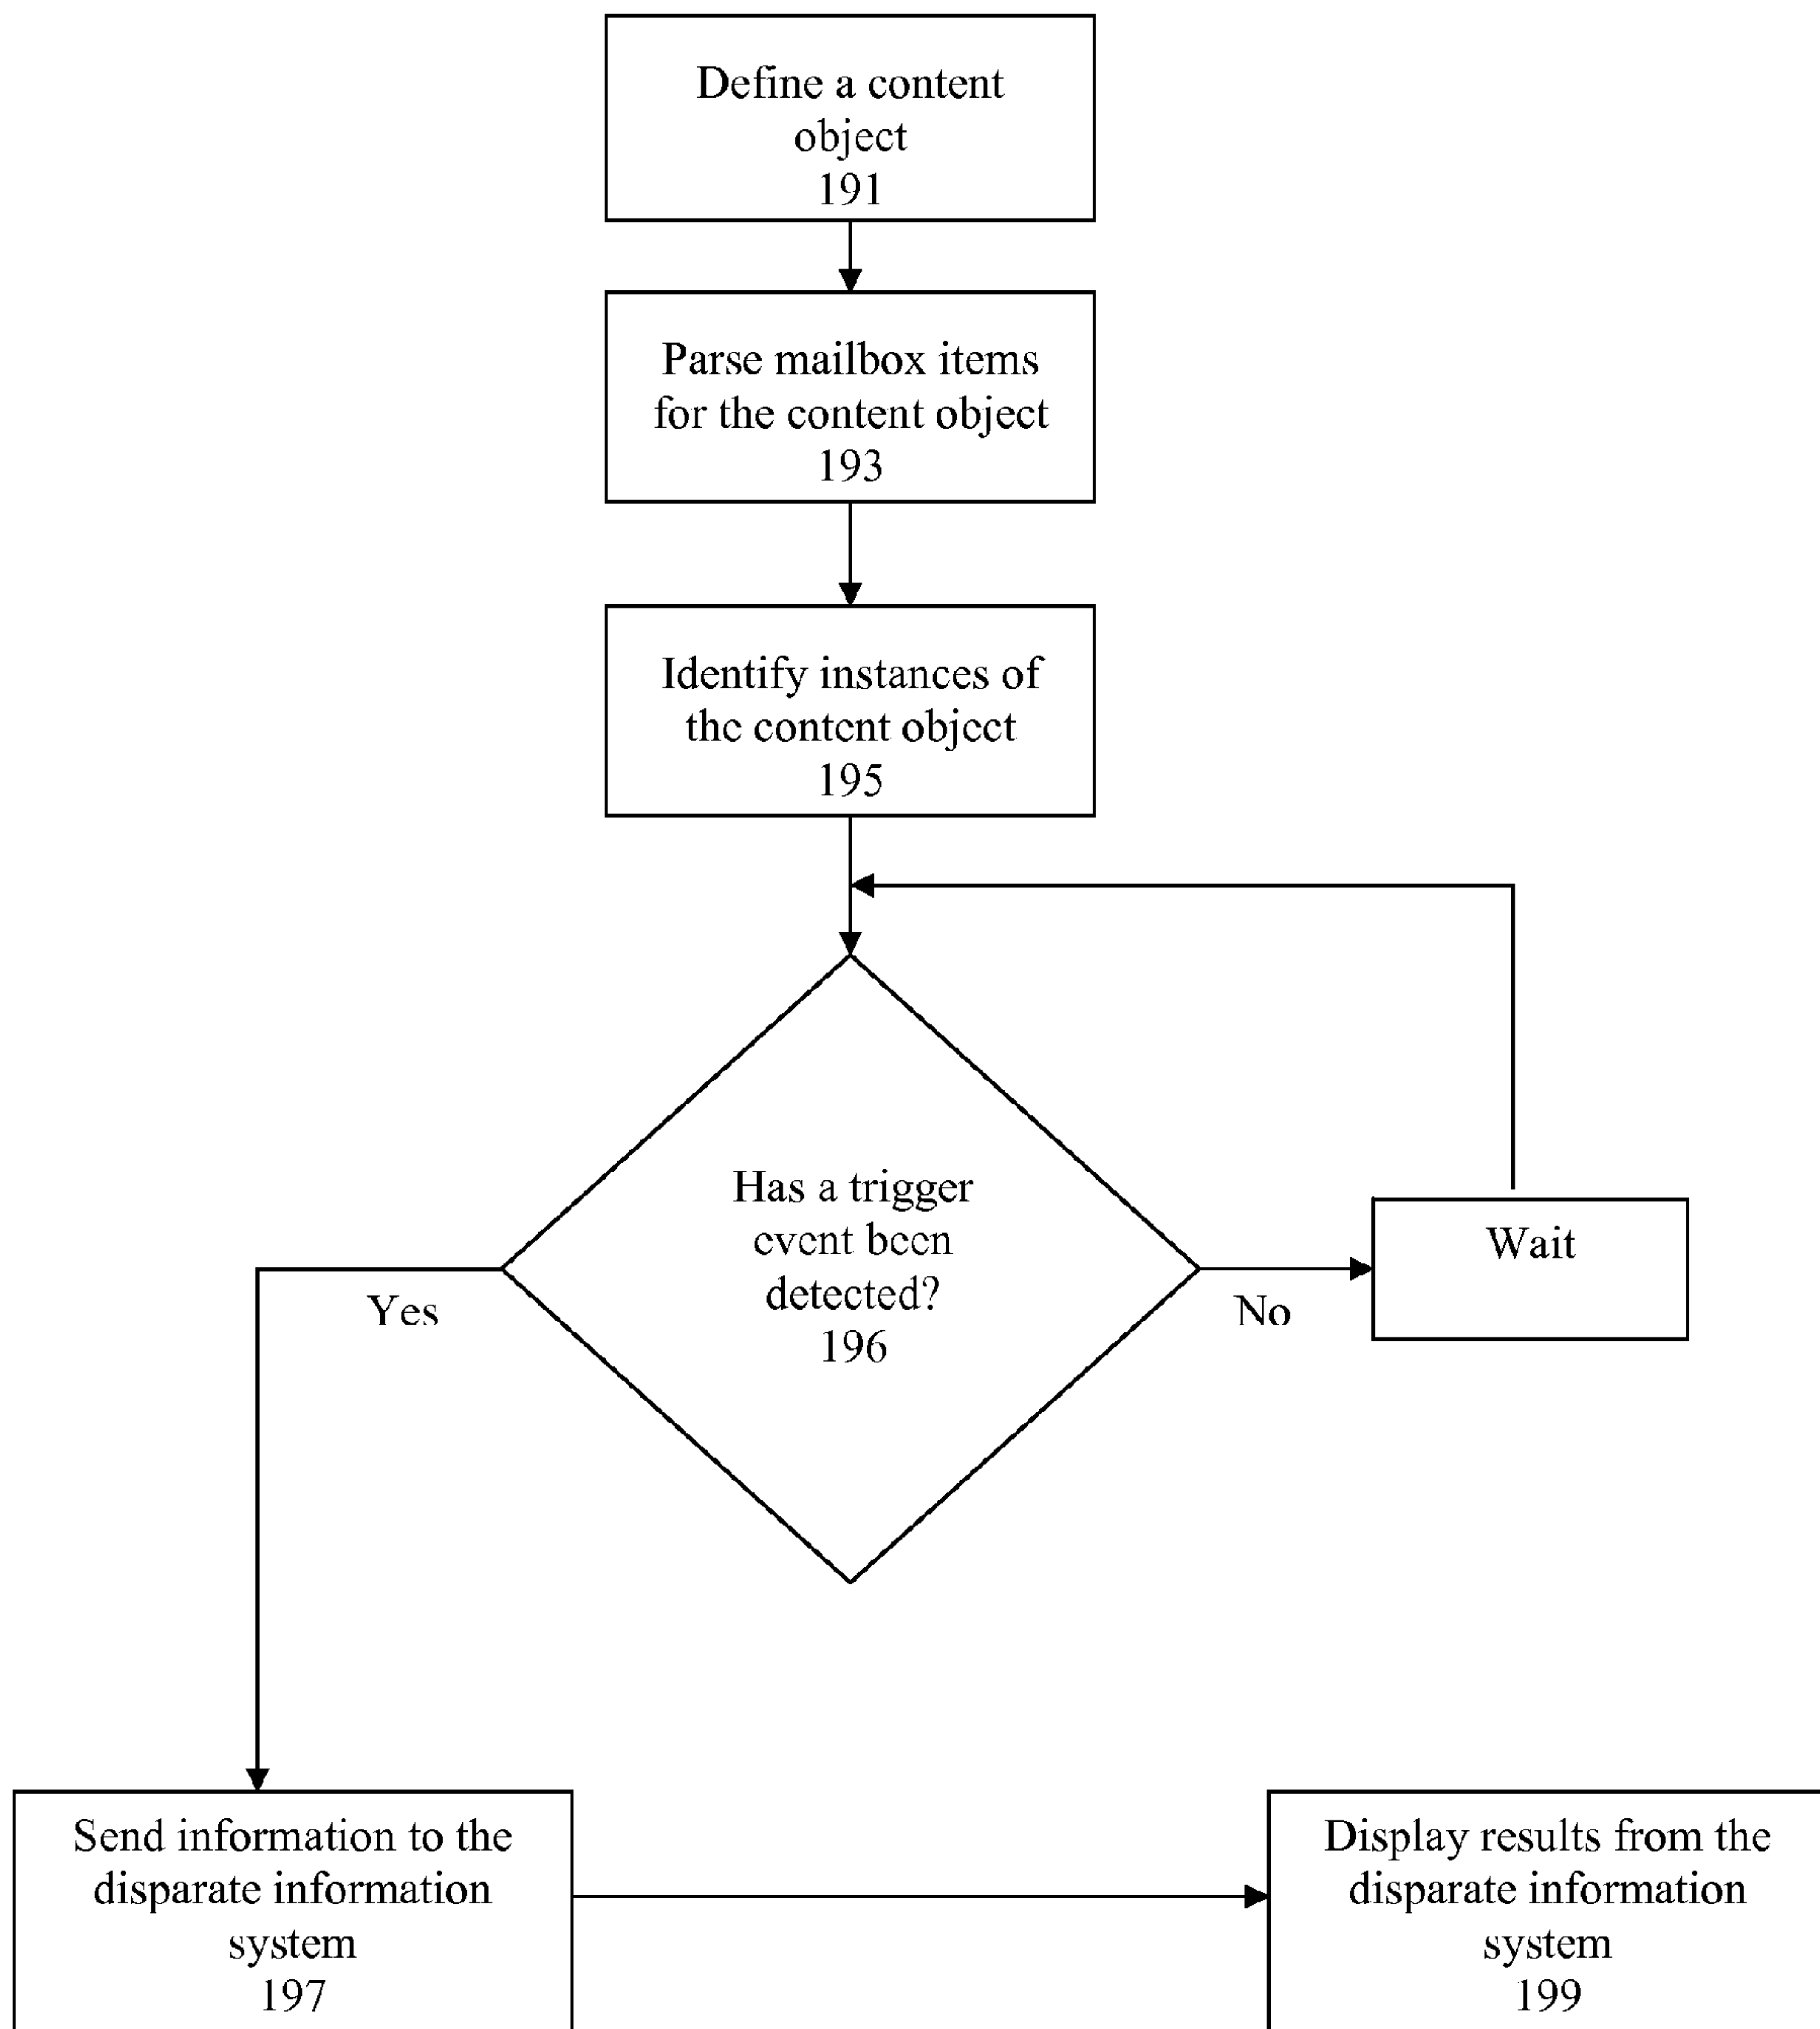 Define a content
object
191
Parse mailbox items
for the content object
193
Identify instances of
the content object
195
Has a trigger
event been
detected?
196
Yes
No
Wait
Send information to the
disparate information
system
197
Display results from the
disparate information
system
199